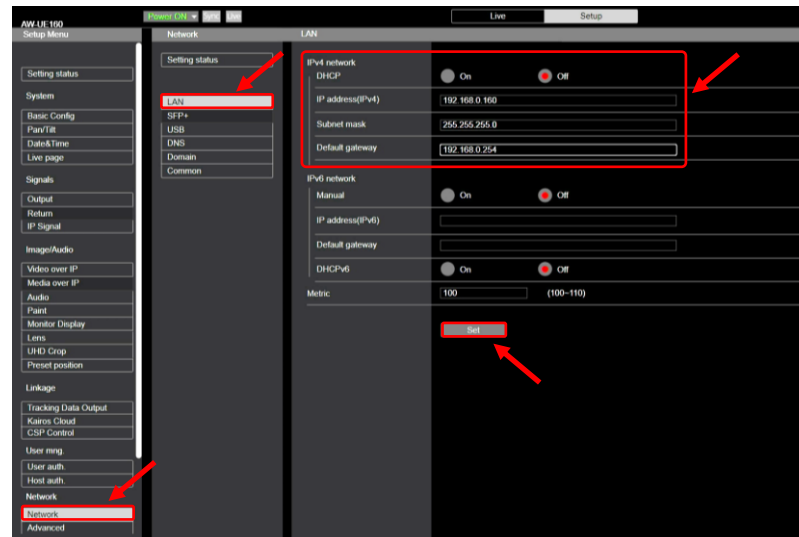 AW-UE160
Power ON
Sync
Live
Live
Setup
Setup Menu
Network
LAN
Setting status
System
Basic Config
Pan/Tilt
Date&Time
Live page
Signals
Output
Return
IP Signal
Image/Audio
Video over IP
Media over IP
Audio
Paint
Monitor Display
Lens
UHD Crop
Preset position
Linkage
Tracking Data Output
Kairos Cloud
CSP Control
User mng.
User auth.
Host auth.
Network
Network
Advanced
Setting status
LAN
SFP+
USB
DNS
Domain
Common
IPv4 network
DHCP On Off
IP address(IPv4) 192.168.0.160
Subnet mask 255.255.255.0
Default gateway 192.168.0.254
IPv6 network
Manual On Off
IP address(IPv6)
Default gateway
DHCPv6 On Off
Metric 100 (100~110)
Set